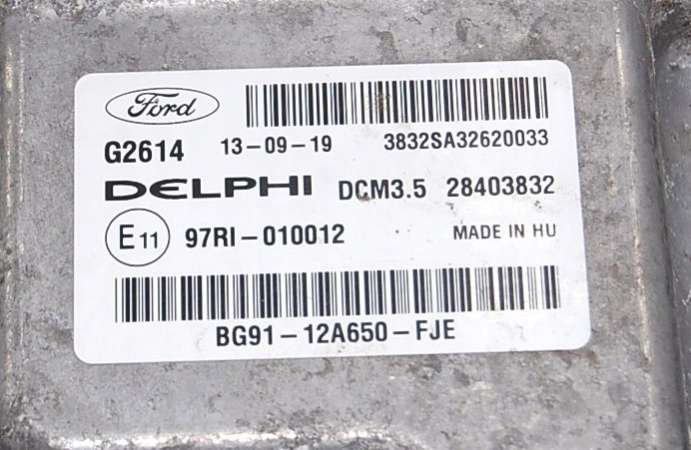 Ford
G2614 13-09-19 3832SA32620033
DELPHI DCM3.5 28403832
E11 97RI-010012 MADE IN HU
BG91-12A650-FJE